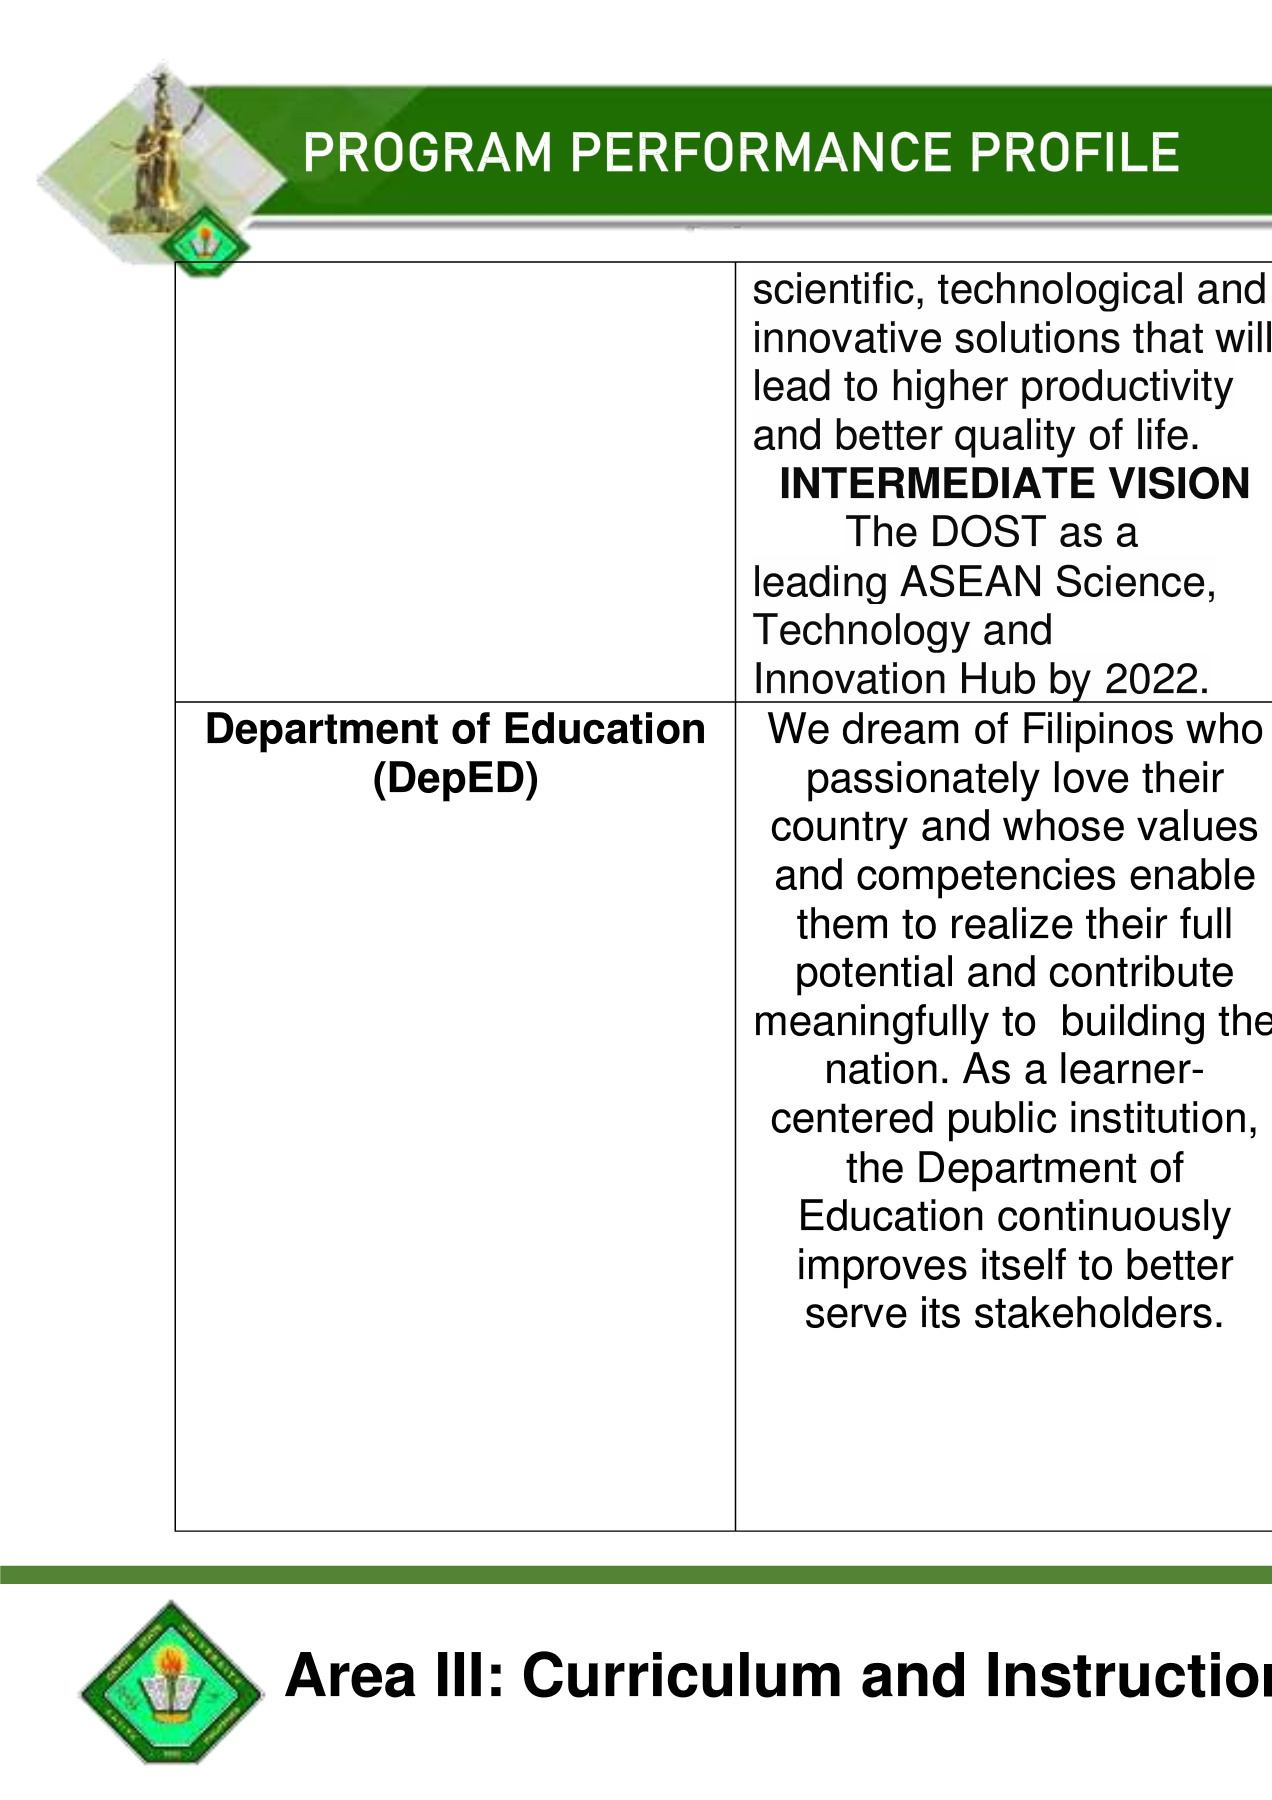 PROGRAM PERFORMANCE PROFILE
scientific, technological and
innovative solutions that will
lead to higher productivity
and better quality of life.
INTERMEDIATE VISION
The DOST as a
leading ASEAN Science,
Technology and
Innovation Hub by 2022.
Department of Education
(DepED)
We dream of Filipinos who
passionately love their
country and whose values
and competencies enable
them to realize their full
potential and contribute
meaningfully to  building the
nation. As a learner-
centered public institution,
the Department of
Education continuously
improves itself to better
serve its stakeholders.
Area III: Curriculum and Instruction